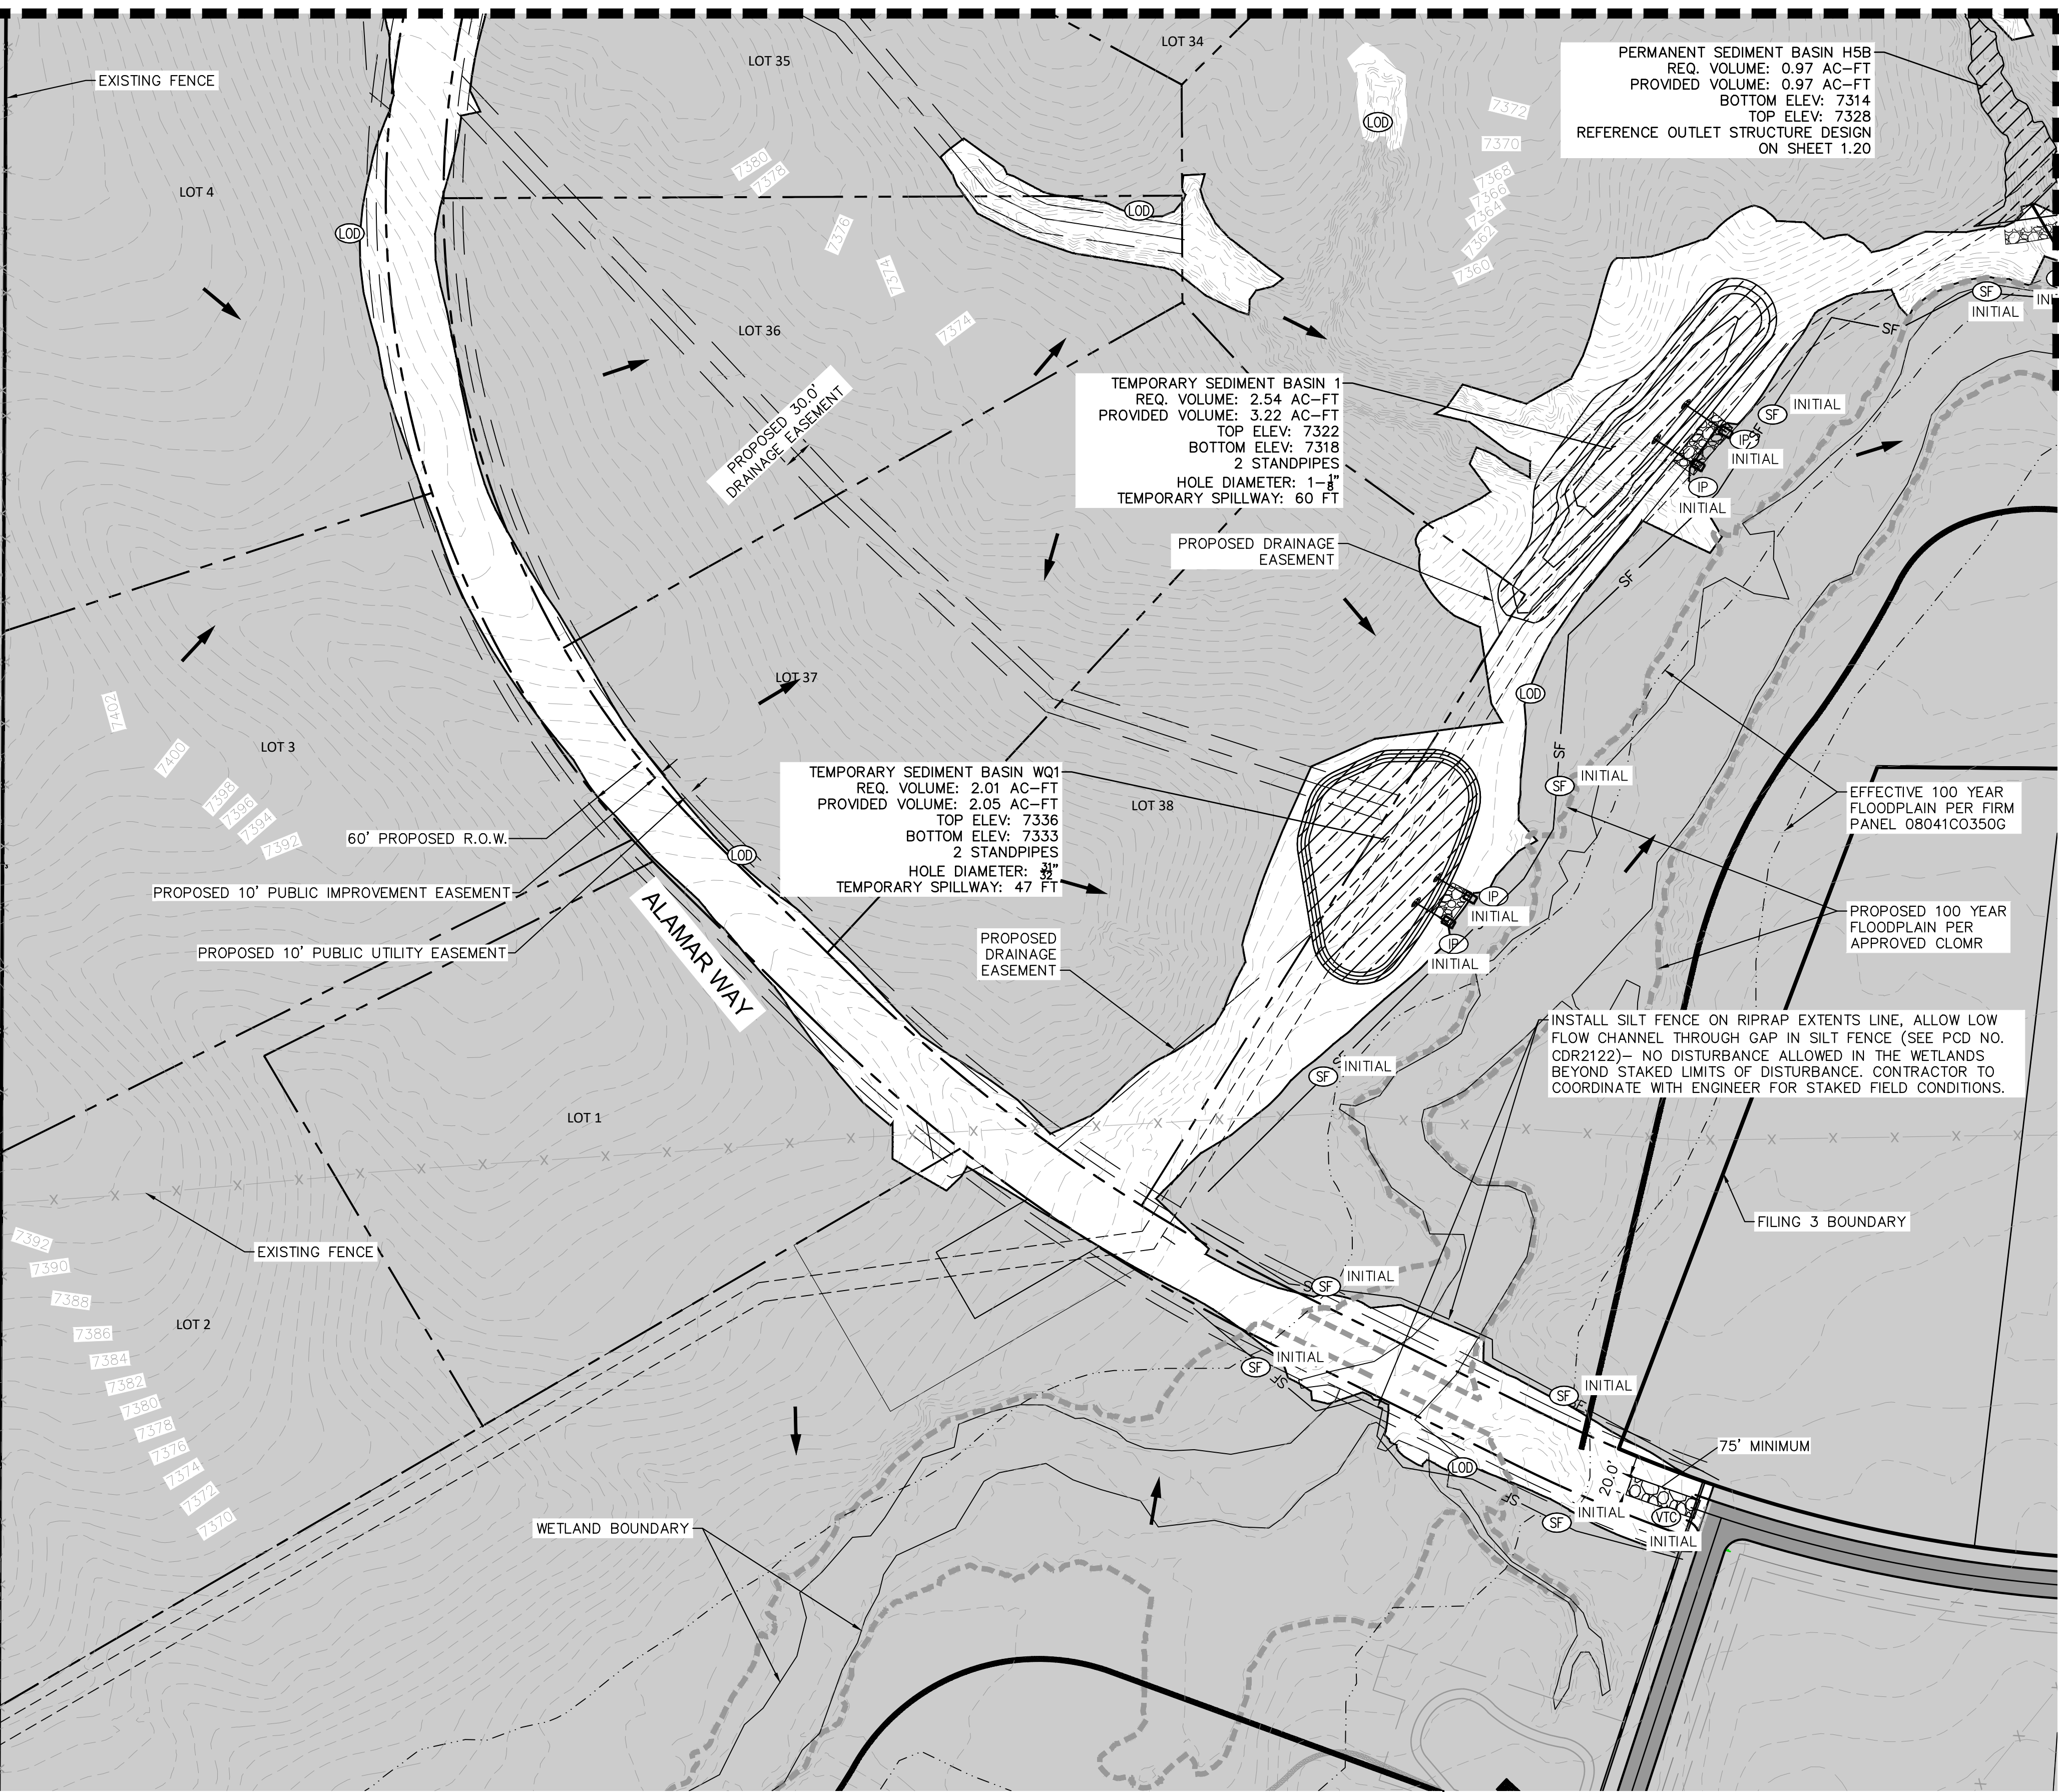 LOT 34
LOT 35
EXISTING FENCE
PERMANENT SEDIMENT BASIN H5B
REQ. VOLUME: 0.97 AC-FT
PROVIDED VOLUME: 0.97 AC-FT
BOTTOM ELEV: 7314
TOP ELEV: 7328
REFERENCE OUTLET STRUCTURE DESIGN
ON SHEET 1.20
LOD
7372
7370
7368
7366
7364
7362
7360
7380
7378
7376
7374
7374
LOT 4
LOD
LOD
LOT 36
PROPOSED 30.0'
DRAINAGE EASEMENT
SF
INITIAL
SF
TEMPORARY SEDIMENT BASIN 1
REQ. VOLUME: 2.54 AC-FT
PROVIDED VOLUME: 3.22 AC-FT
TOP ELEV: 7322
BOTTOM ELEV: 7318
2 STANDPIPES
HOLE DIAMETER: 1-1/8"
TEMPORARY SPILLWAY: 60 FT
SF
INITIAL
IP
SF
INITIAL
IP
INITIAL
PROPOSED DRAINAGE
EASEMENT
SF
LOT 37
LOD
7402
7400
7398
7396
7394
7392
LOT 3
SF
SF
INITIAL
TEMPORARY SEDIMENT BASIN WQ1
REQ. VOLUME: 2.01 AC-FT
PROVIDED VOLUME: 2.05 AC-FT
TOP ELEV: 7336
BOTTOM ELEV: 7333
2 STANDPIPES
HOLE DIAMETER: 31/32"
TEMPORARY SPILLWAY: 47 FT
LOT 38
EFFECTIVE 100 YEAR
FLOODPLAIN PER FIRM
PANEL 08041CO350G
60' PROPOSED R.O.W.
LOD
PROPOSED 10' PUBLIC IMPROVEMENT EASEMENT
PROPOSED 10' PUBLIC UTILITY EASEMENT
ALAMAR WAY
IP
INITIAL
IP
INITIAL
PROPOSED
DRAINAGE
EASEMENT
PROPOSED 100 YEAR
FLOODPLAIN PER
APPROVED CLOMR
INSTALL SILT FENCE ON RIPRAP EXTENTS LINE, ALLOW LOW
FLOW CHANNEL THROUGH GAP IN SILT FENCE (SEE PCD NO.
CDR2122)- NO DISTURBANCE ALLOWED IN THE WETLANDS
BEYOND STAKED LIMITS OF DISTURBANCE. CONTRACTOR TO
COORDINATE WITH ENGINEER FOR STAKED FIELD CONDITIONS.
SF
INITIAL
LOT 1
FILING 3 BOUNDARY
EXISTING FENCE
7392
7390
7388
7386
7384
7382
7380
7378
7376
7374
7372
7370
LOT 2
SF
INITIAL
SF
INITIAL
SF
SF
INITIAL
SF
75' MINIMUM
20.0'
LOD
SF
SF
INITIAL
VTC
INITIAL
WETLAND BOUNDARY